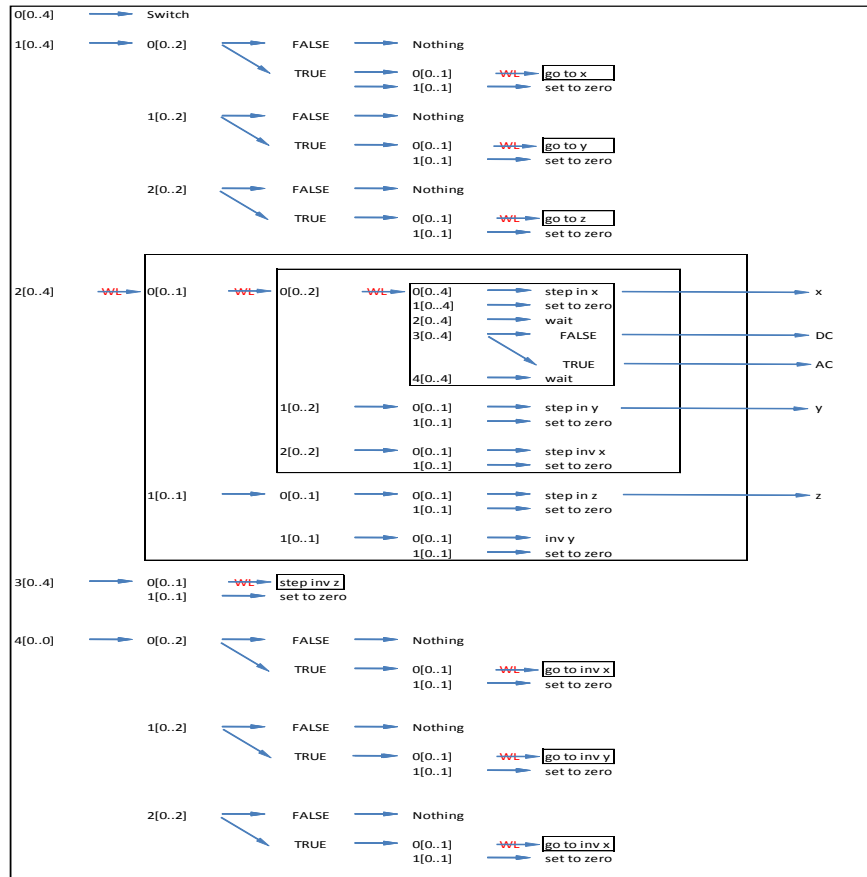 0[0..4] Switch
1[0..4] 0[0..2] FALSE Nothing
TRUE 0[0..1] WL go to x
1[0..1] set to zero
1[0..2] FALSE Nothing
TRUE 0[0..1] WL go to y
1[0..1] set to zero
2[0..2] FALSE Nothing
TRUE 0[0..1] WL go to z
1[0..1] set to zero
2[0..4] WL 0[0..1] WL 0[0..2] WL 0[0..4] step in x x
1[0...4] set to zero
2[0..4] wait
3[0..4] FALSE DC
TRUE AC
4[0..4] wait
1[0..2] 0[0..1] step in y y
1[0..1] set to zero
2[0..2] 0[0..1] step inv x
1[0..1] set to zero
1[0..1] 0[0..1] 0[0..1] step in z z
1[0..1] set to zero
1[0..1] 0[0..1] inv y
1[0..1] set to zero
3[0..4] 0[0..1] WL step inv z
1[0..1] set to zero
4[0..0] 0[0..2] FALSE Nothing
TRUE 0[0..1] WL go to inv x
1[0..1] set to zero
1[0..2] FALSE Nothing
TRUE 0[0..1] WL go to inv y
1[0..1] set to zero
2[0..2] FALSE Nothing
TRUE 0[0..1] WL go to inv x
1[0..1] set to zero